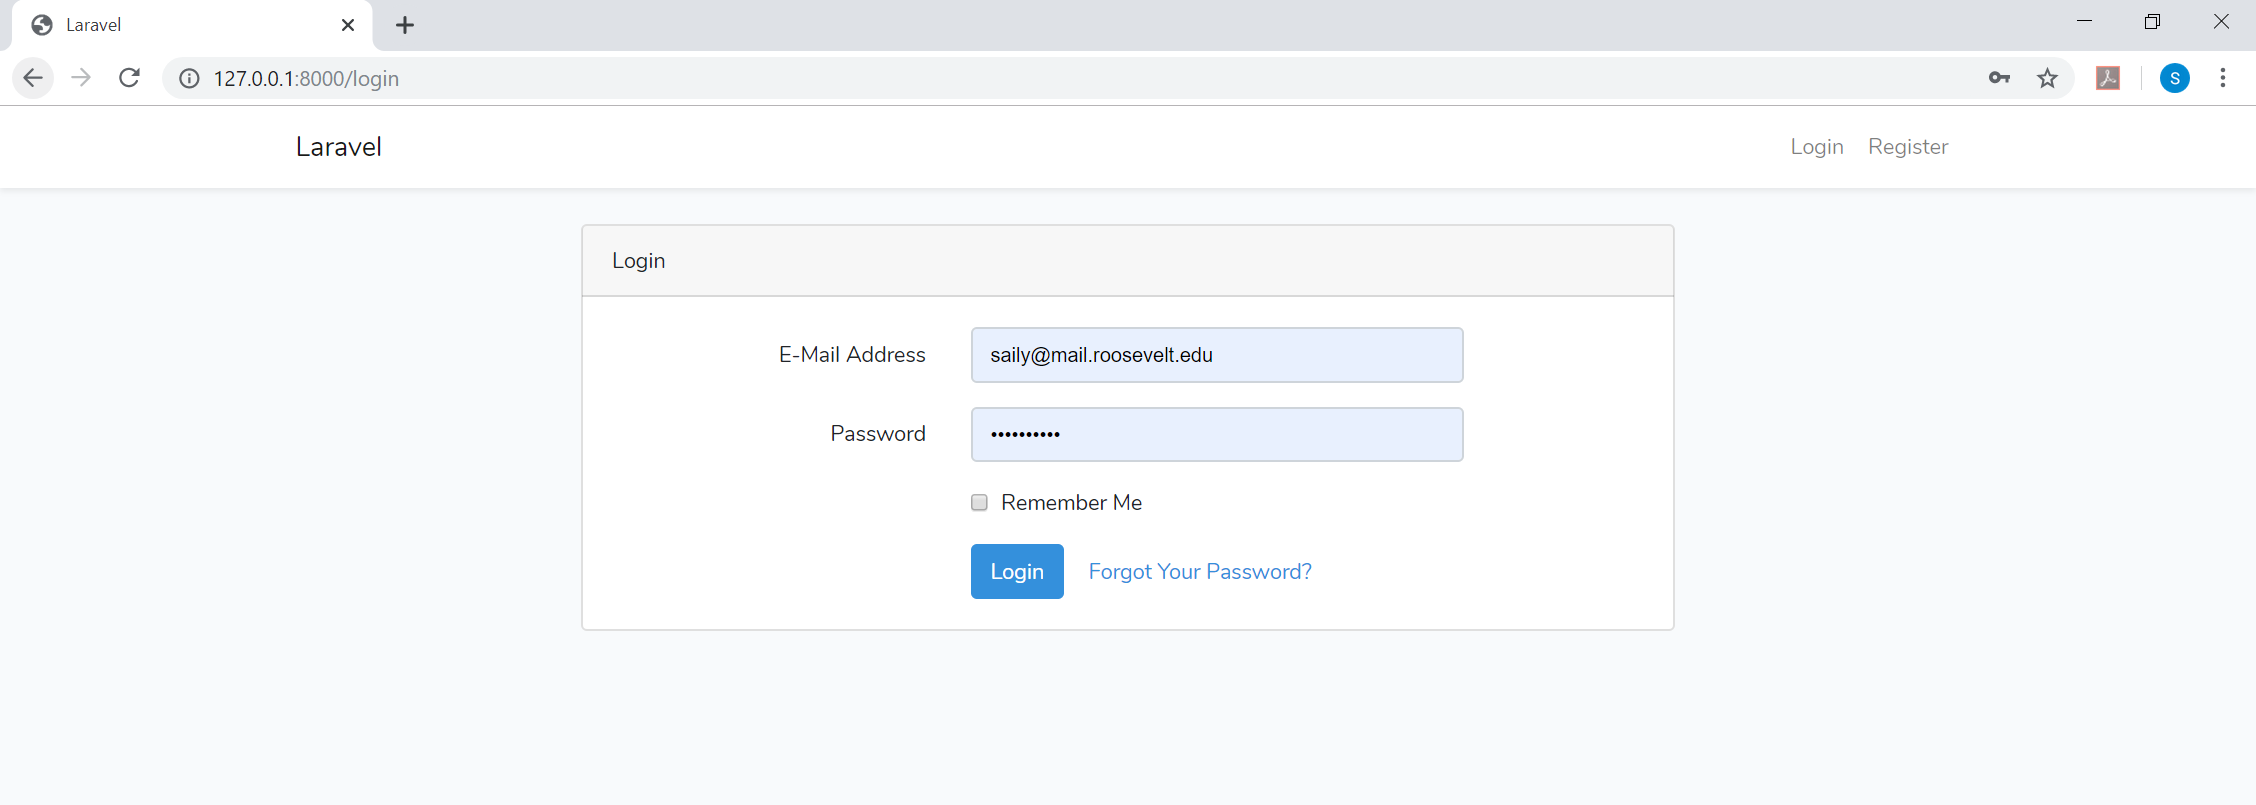 Laravel
127.0.0.1:8000/login
S
Laravel
Login Register
Login
E-Mail Address saily@mail.roosevelt.edu
Password ••••••••••
Remember Me
Login Forgot Your Password?